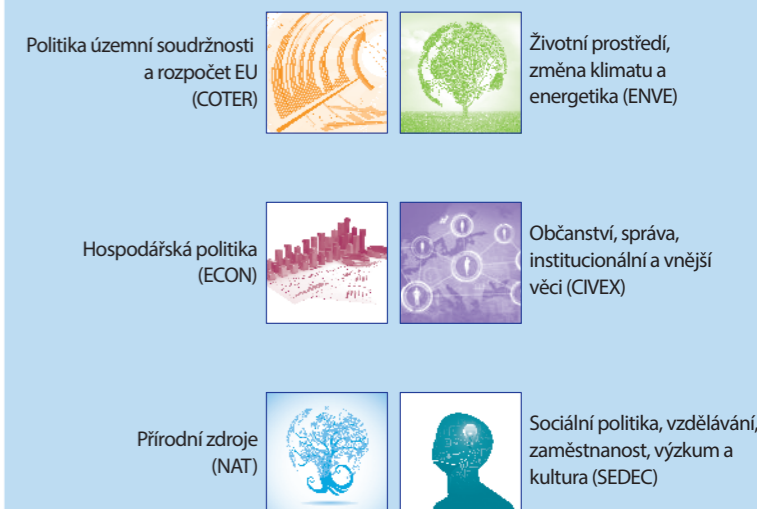 Politika územní soudržnosti
a rozpočet EU
(COTER)
Životní prostředí,
změna klimatu a
energetika (ENVE)
Hospodářská politika
(ECON)
Občanství, správa,
institucionální a vnější
věci (CIVEX)
Přírodní zdroje
(NAT)
Sociální politika, vzdělávání,
zaměstnanost, výzkum a
kultura (SEDEC)